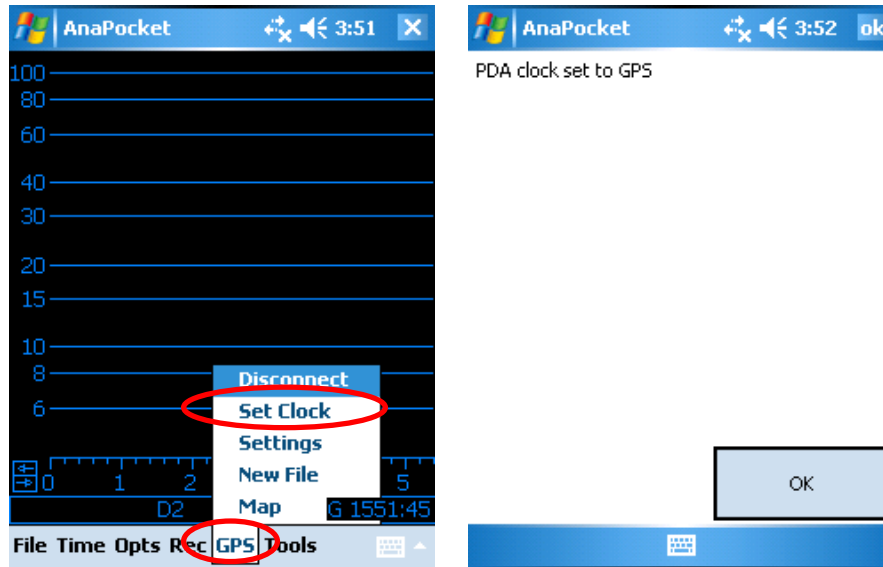 AnaPocket 3:51
100
80
60
40
30
20
15
10
8
6
Disconnect
Set Clock
Settings
New File
Map
0 1 2 5
D2 G 1551:45
File Time Opts Rec GPS Tools
AnaPocket 3:52 ok
PDA clock set to GPS
OK